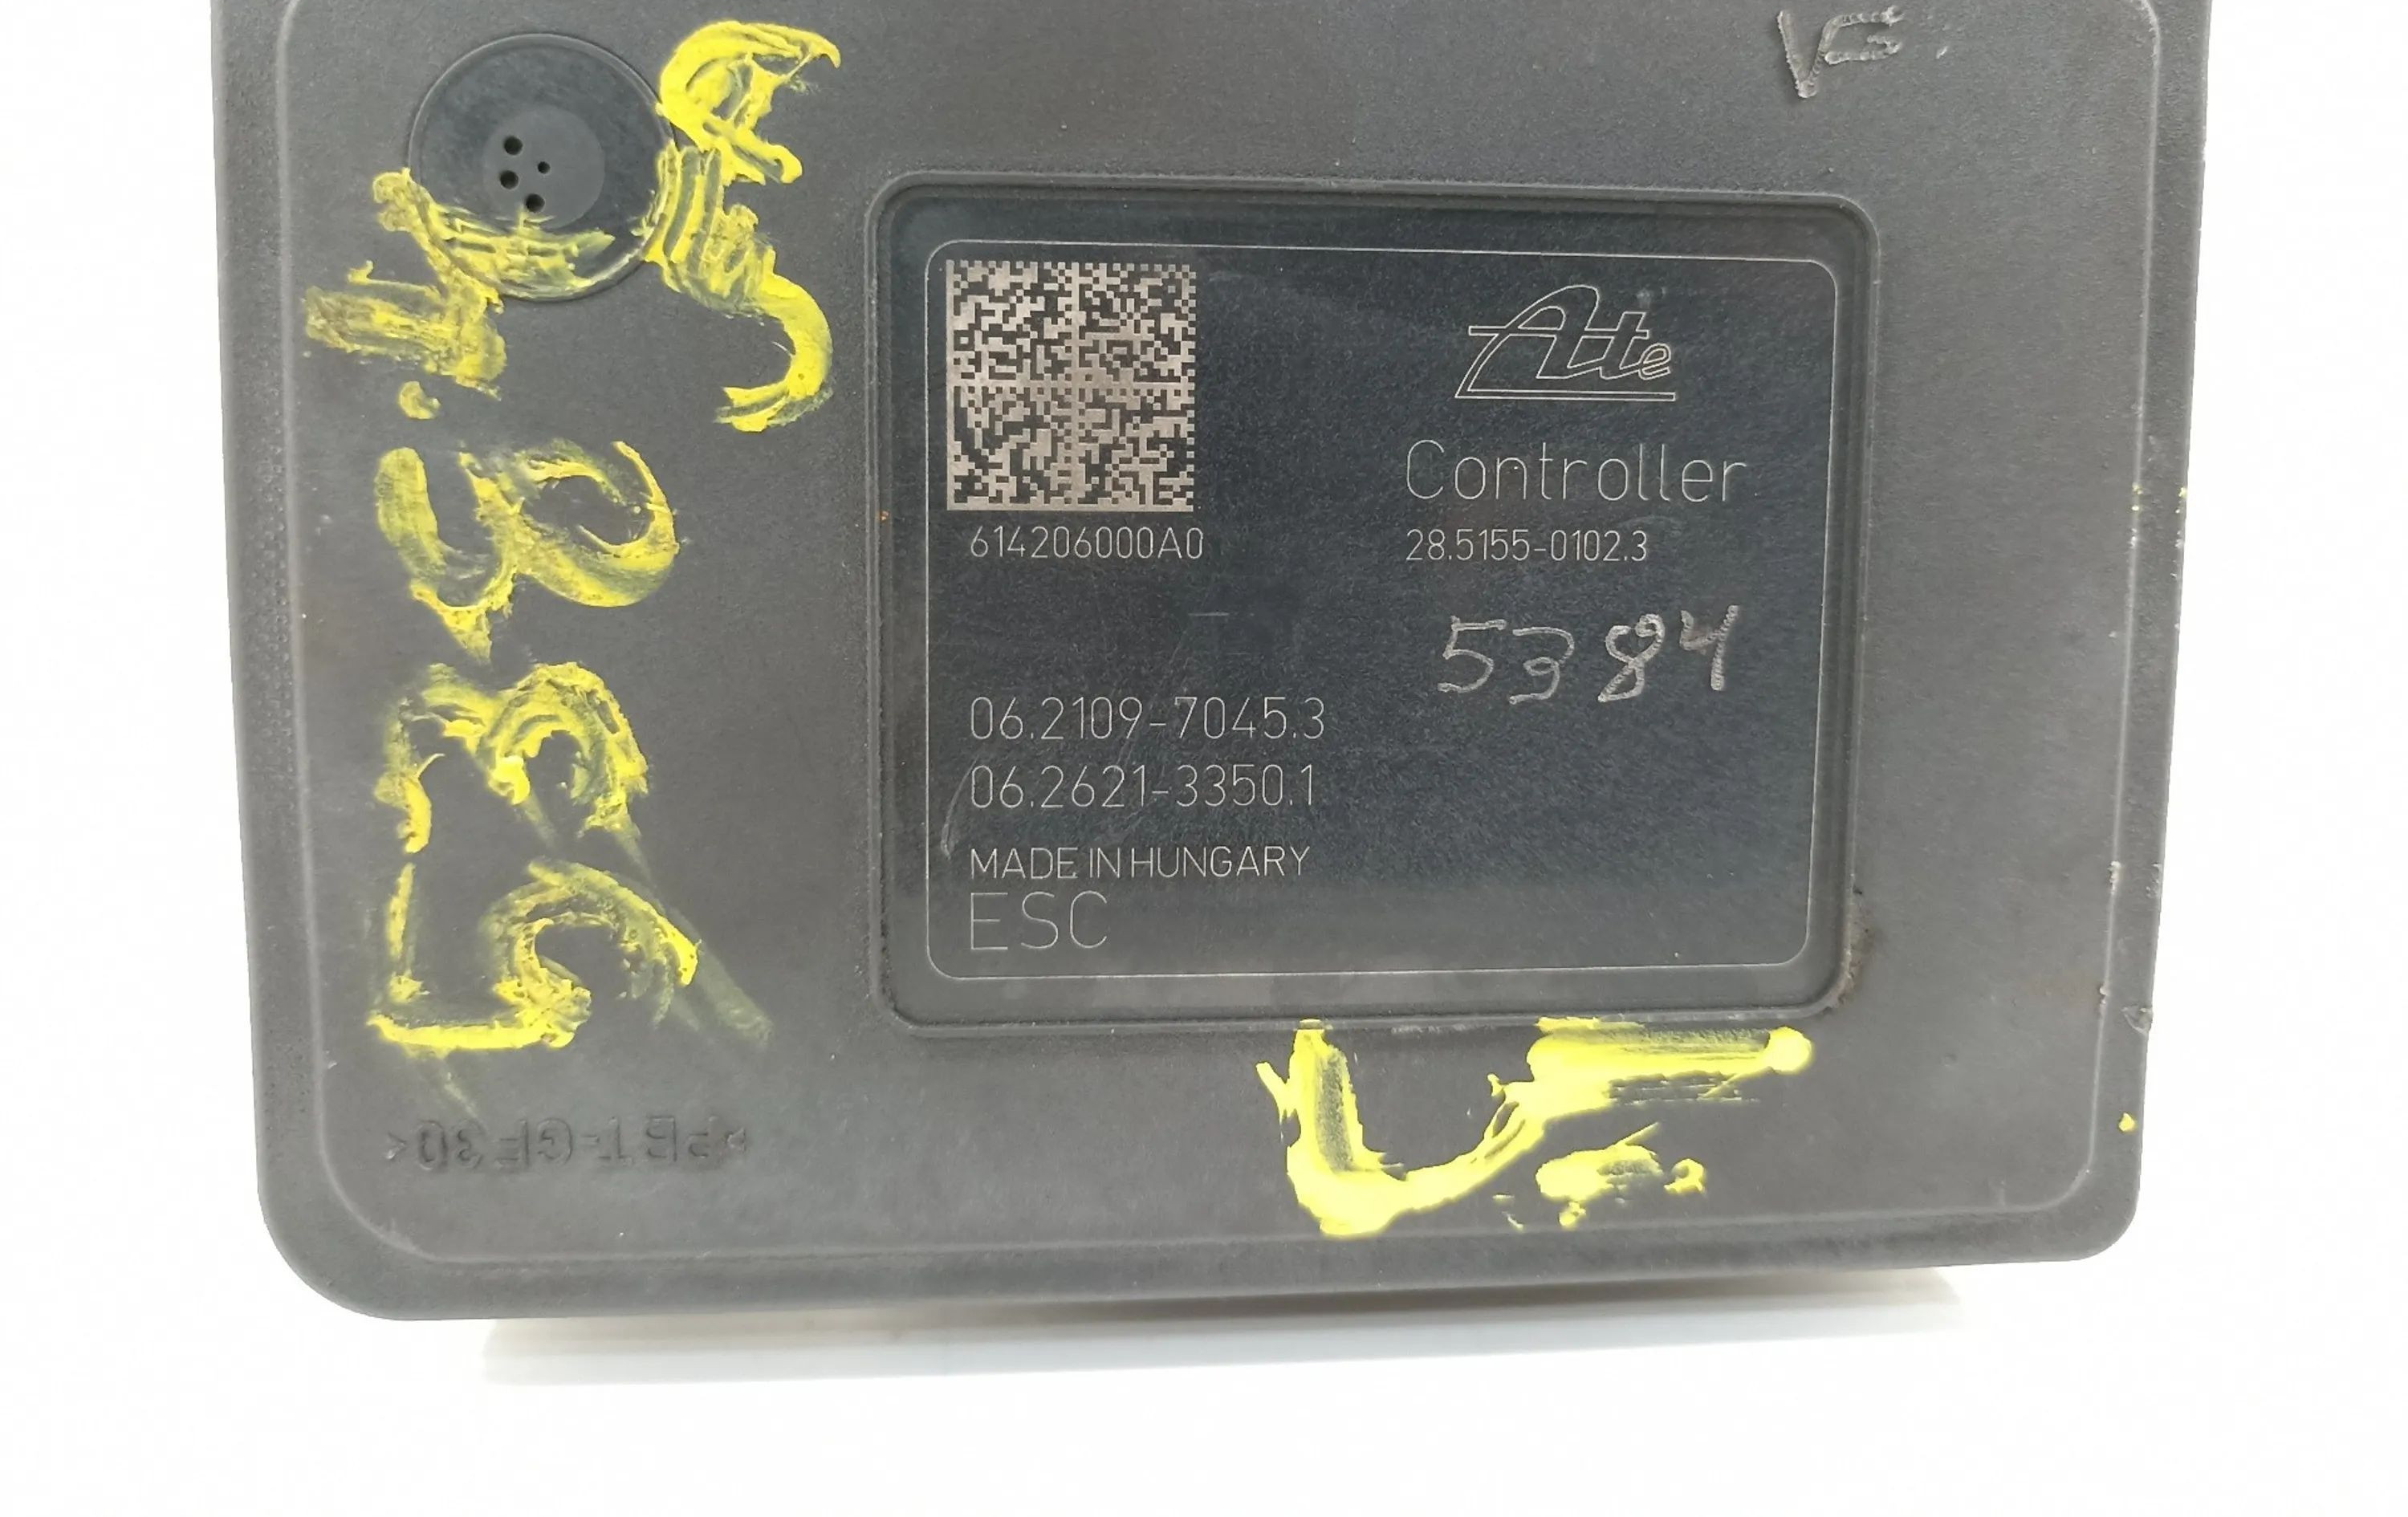 Ate
Controller
614206000A0
28.5155-0102.3
5384
06.2109-7045.3
06.2621-3350.1
MADE IN HUNGARY
ESC
>PBT-GF30<